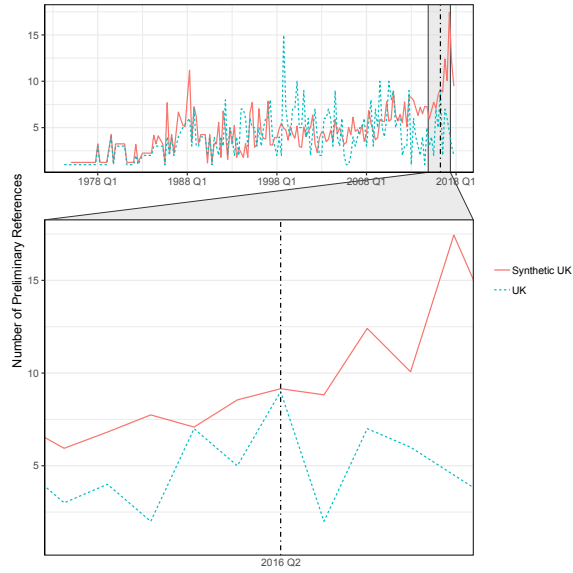 15
10
5
1978 Q1
1988 Q1
1998 Q1
2008 Q1
2018 Q1
Number of Preliminary References
15
10
5
2016 Q2
Synthetic UK
UK